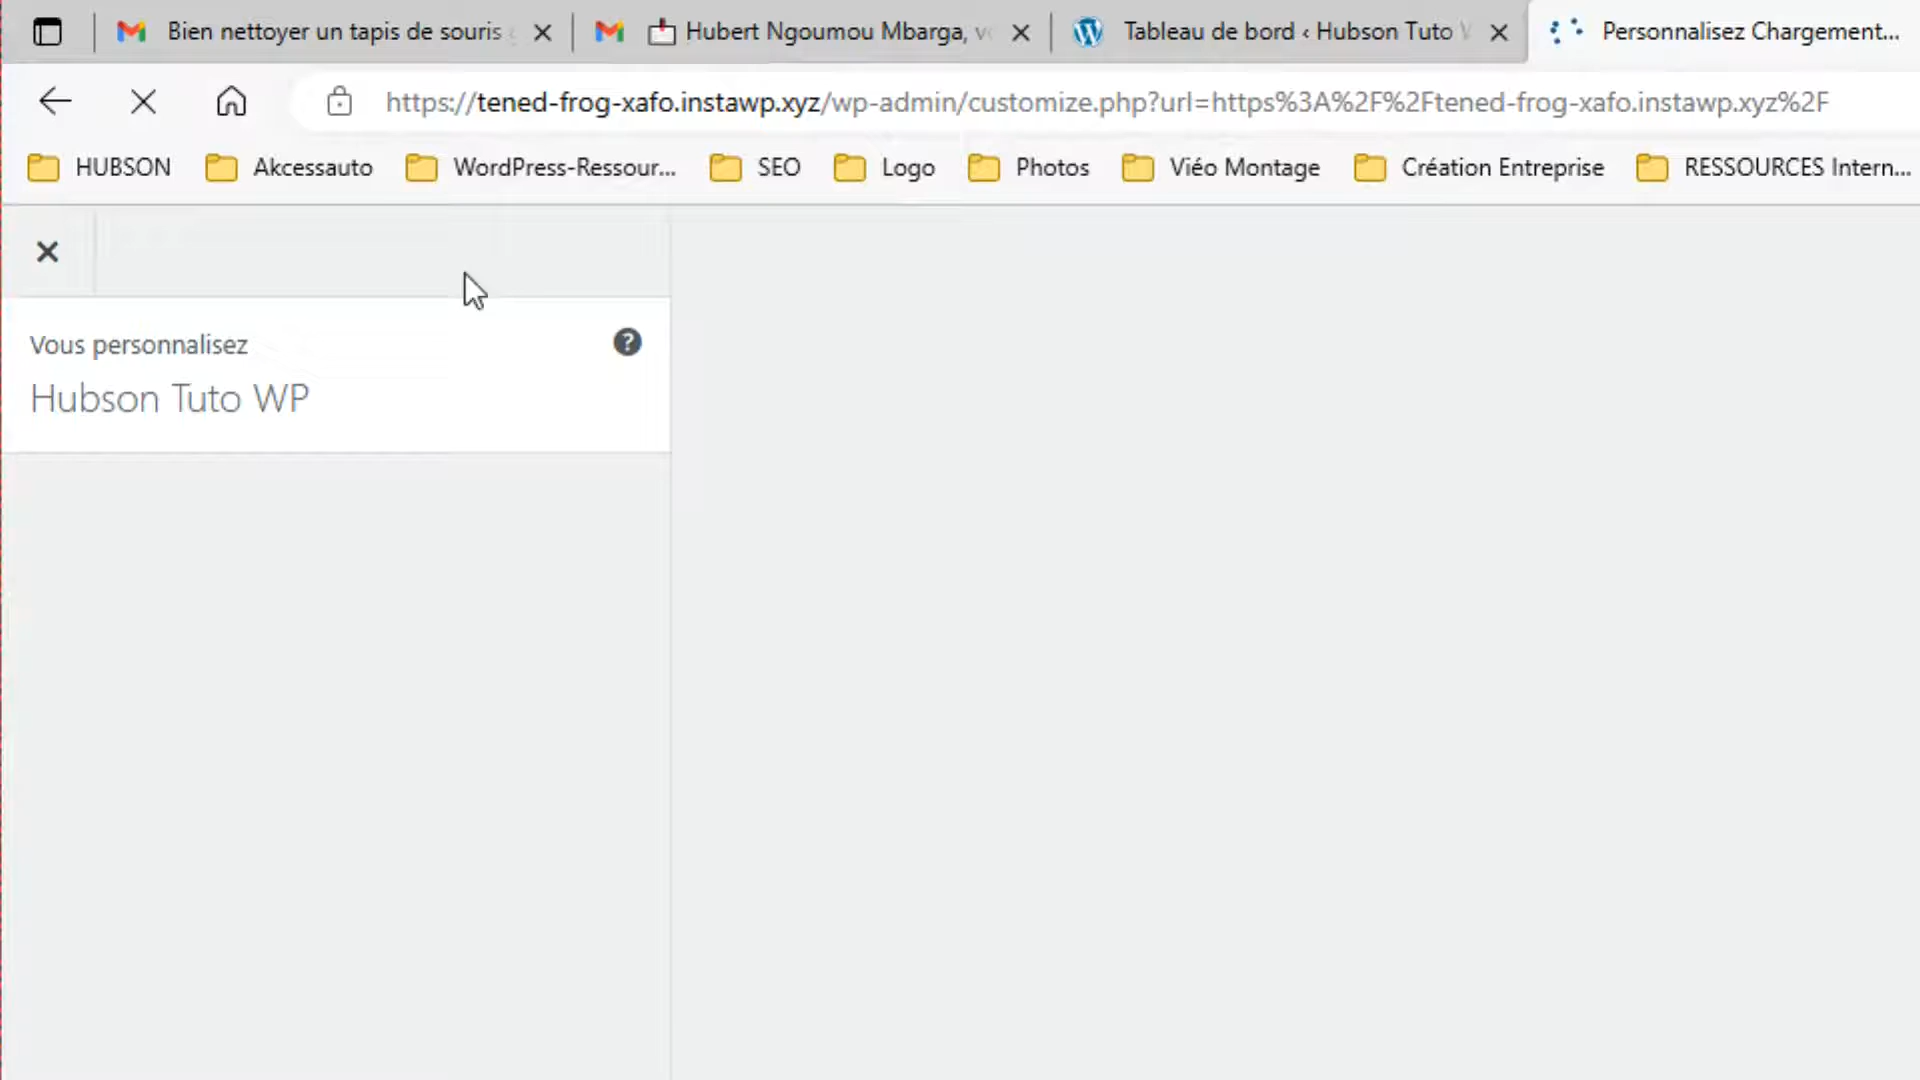 Bien nettoyer un tapis de souris
Hubert Ngoumou Mbarga,
Tableau de bord ‹ Hubson Tuto
Personnalisez Chargement...
https://tened-frog-xafo.instawp.xyz/wp-admin/customize.php?url=https%3A%2F%2Ftened-frog-xafo.instawp.xyz%2F
HUBSON
Akcessauto
WordPress-Ressour...
SEO
Logo
Photos
Viéo Montage
Création Entreprise
RESSOURCES Intern...
Vous personnalisez
?
Hubson Tuto WP